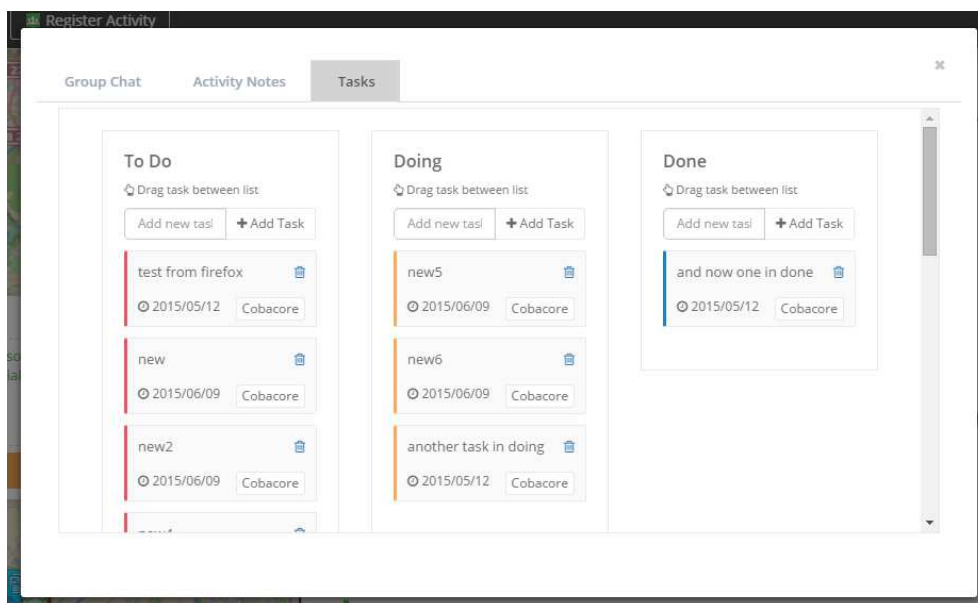 Register Activity
Group Chat
Activity Notes
Tasks
To Do
Drag task between list
Add new tas
+ Add Task
test from firefox
2015/05/12
Cobacore
new
2015/06/09
Cobacore
new2
2015/06/09
Cobacore
Doing
Drag task between list
Add new tas
+ Add Task
new5
2015/06/09
Cobacore
new6
2015/06/09
Cobacore
another task in doing
2015/05/12
Cobacore
Done
Drag task between list
Add new tas
+ Add Task
and now one in done
2015/05/12
Cobacore